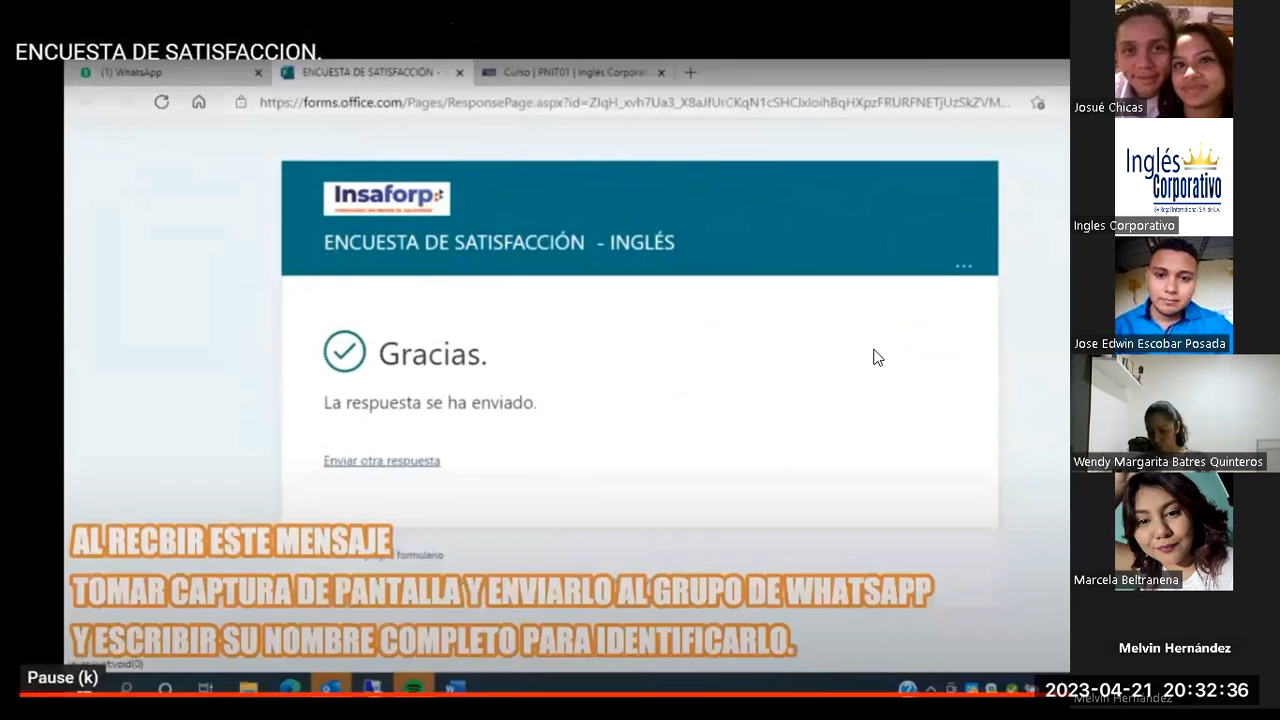 ENCUESTA DE SATISFACCION.
(1) WhatsApp
ENCUESTA DE SATISFACCIÓN -
Curso | PNIT01 | Inglés Corporat
https://forms.office.com/Pages/ResponsePage.aspx?id=
Insaforp
ENCUESTA DE SATISFACCIÓN - INGLÉS
...
Gracias.
La respuesta se ha enviado.
Enviar otra respuesta
formulario
AL RECBIR ESTE MENSAJE
TOMAR CAPTURA DE PANTALLA Y ENVIARLO AL GRUPO DE WHATSAPP
Y ESCRIBIR SU NOMBRE COMPLETO PARA IDENTIFICARLO.
Pause (k)
Josué Chicas
Inglés
Corporativo
Ingles Corporativo
Jose Edwin Escobar Posada
Wendy Margarita Batres Quinteros
Marcela Beltranena
Melvin Hernández
2023-04-21 20:32:36
Melvin Hernández